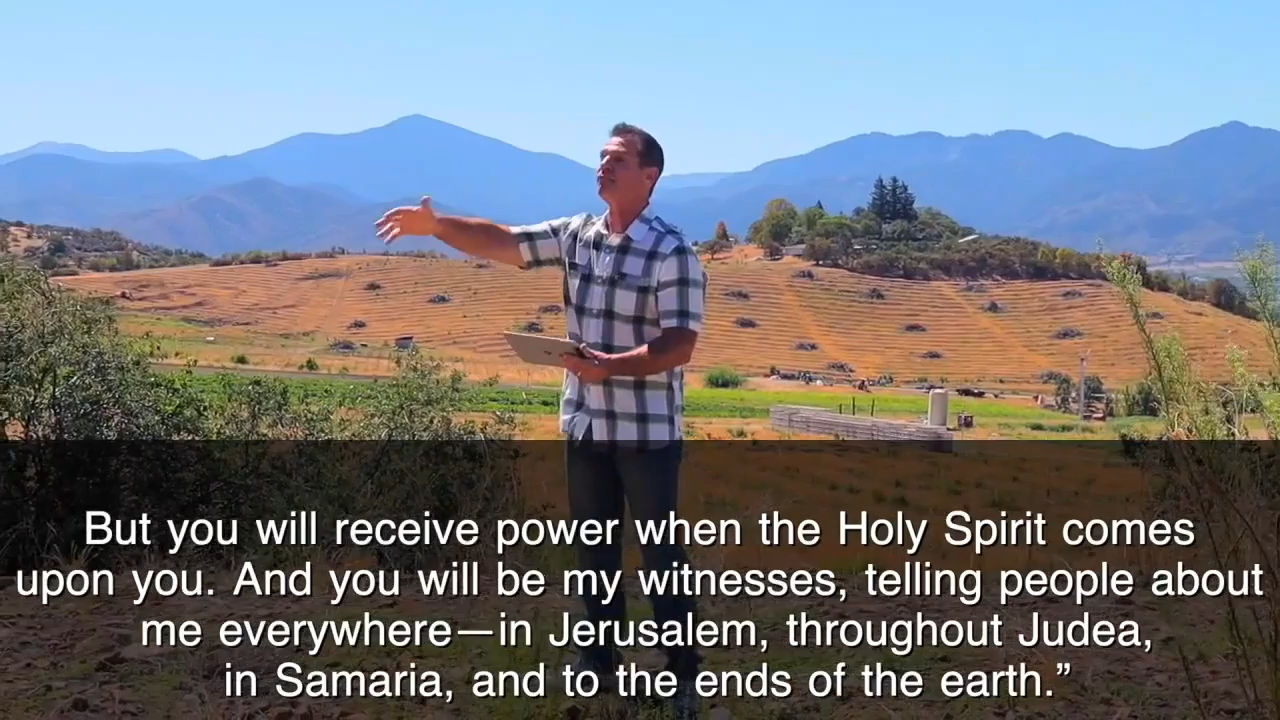 But you will receive power when the Holy Spirit comes
upon you. And you will be my witnesses, telling people about
me everywhere—in Jerusalem, throughout Judea,
in Samaria, and to the ends of the earth.”